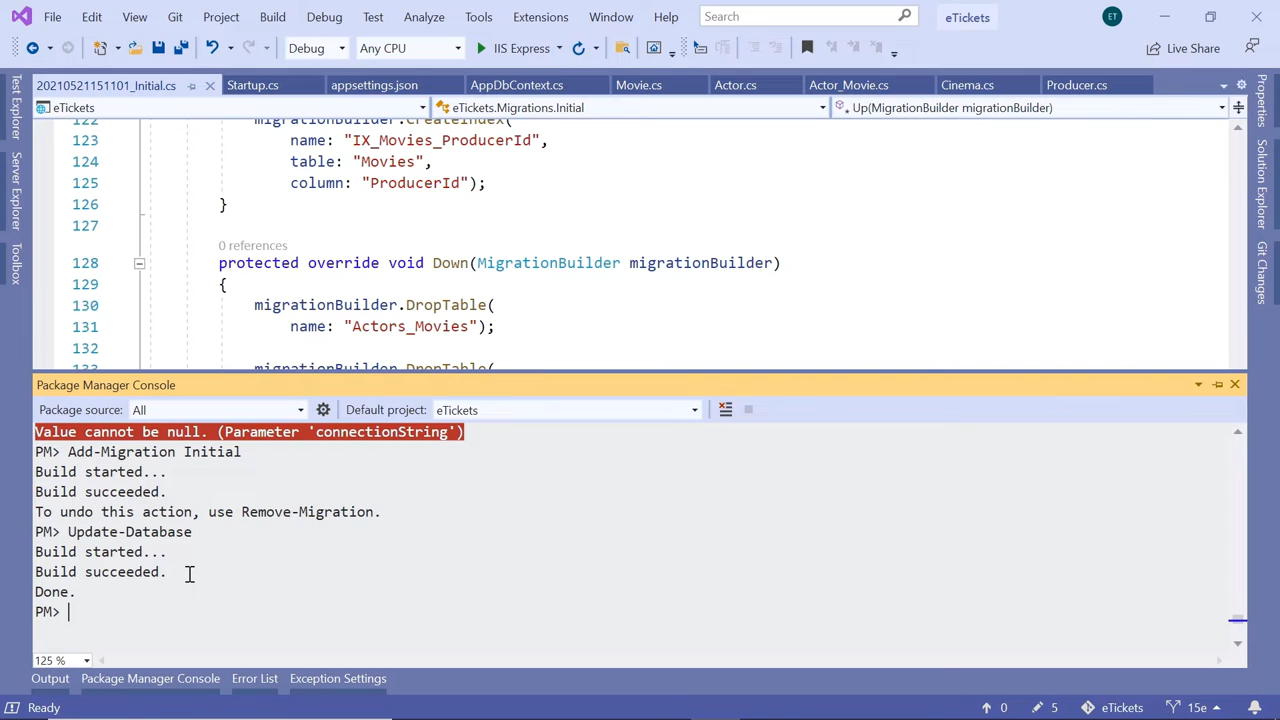 File Edit View Git Project Build Debug Test Analyze Tools Extensions Window Help Search eTickets ET
Debug Any CPU IIS Express Live Share
20210521151101_Initial.cs Startup.cs appsettings.json AppDbContext.cs Movie.cs Actor.cs Actor_Movie.cs Cinema.cs Producer.cs
eTickets eTickets.Migrations.Initial Up(MigrationBuilder migrationBuilder)
Test Explorer
Server Explorer
Toolbox
122 migrationBuilder.CreateIndex(
123 name: "IX_Movies_ProducerId",
124 table: "Movies",
125 column: "ProducerId");
126 }
127
0 references
128 protected override void Down(MigrationBuilder migrationBuilder)
129 {
130 migrationBuilder.DropTable(
131 name: "Actors_Movies");
132
133 migrationBuilder.DropTable(
Properties
Solution Explorer
Git Changes
Package Manager Console
Package source: All Default project: eTickets
Value cannot be null. (Parameter 'connectionString')
PM> Add-Migration Initial
Build started...
Build succeeded.
To undo this action, use Remove-Migration.
PM> Update-Database
Build started...
Build succeeded.
Done.
PM>
125 %
Output Package Manager Console Error List Exception Settings
Ready 0 5 eTickets 15e